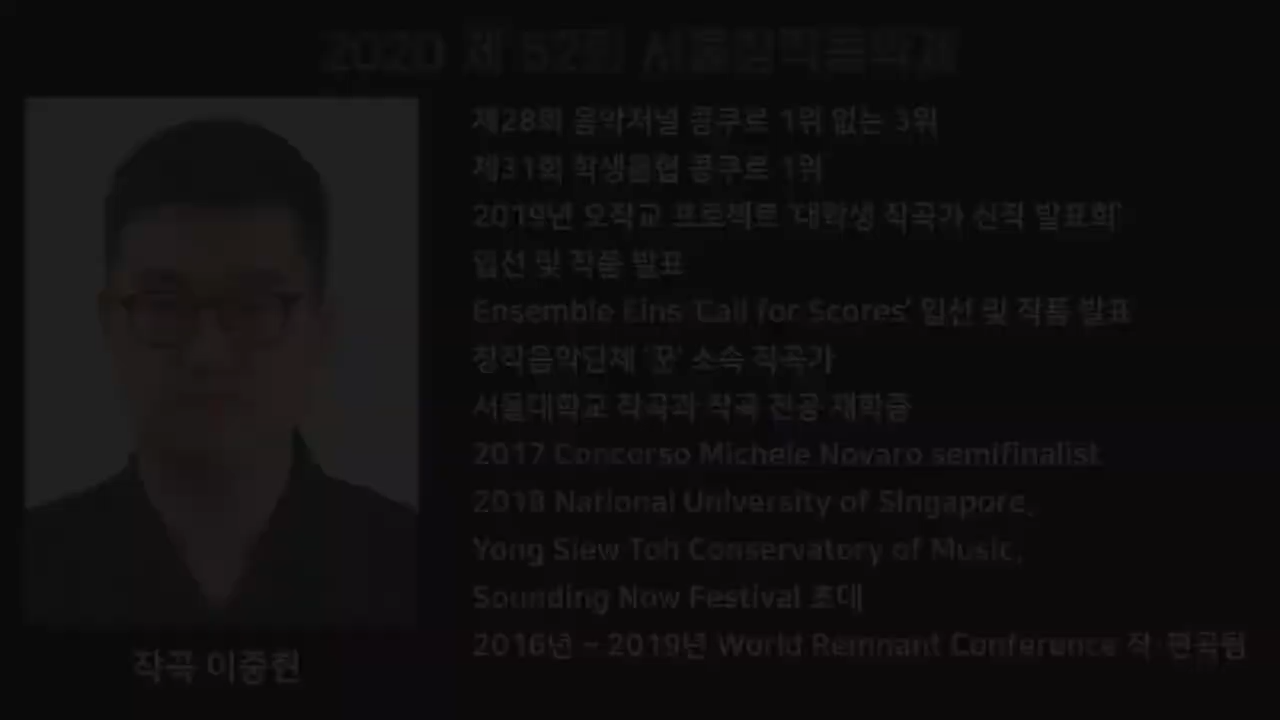 2020 제 52회 서울창작음악제
제28회 음악저널 콩쿠르 1위 없는 3위
제31회 학생음협 콩쿠르 1위
2019년 오작교 프로젝트 '대학생 작곡가 신작 발표회'
입선 및 작품 발표
Ensemble Eins 'Call for Scores' 입선 및 작품 발표
창작음악단체 '꾼' 소속 작곡가
서울대학교 작곡과 작곡 전공 재학중
2017 Concorso Michele Novaro semifinalist
2018 National University of Singapore,
Yong Siew Toh Conservatory of Music,
Sounding Now Festival 초대
2016년 – 2019년 World Remnant Conference 작·편곡팀
작곡 이중현